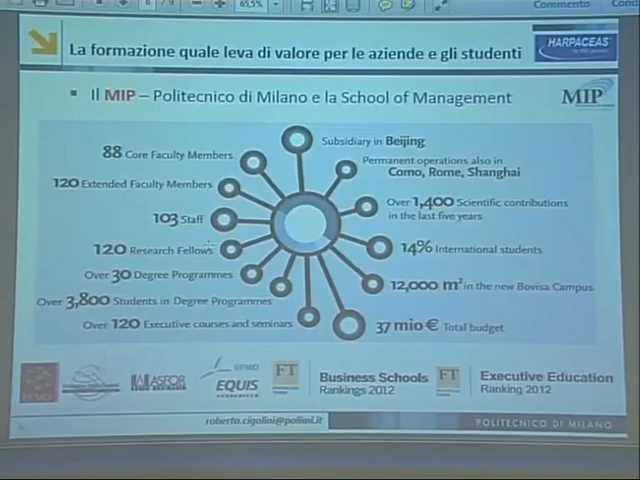 65,5%
Commento
La formazione quale leva di valore per le aziende e gli studenti
HARPACEAS
Il MIP – Politecnico di Milano e la School of Management
MIP
Subsidiary in Beijing
88 Core Faculty Members
Permanent operations also in
Como, Rome, Shanghai
120 Extended Faculty Members
Over 1,400 Scientific contributions
in the last five years
103 Staff
14% International students
120 Research Fellows
Over 30 Degree Programmes
12,000 m² in the new Bovisa Campus
Over 3,800 Students in Degree Programmes
Over 120 Executive courses and seminars
37 mio € Total budget
EFMD
ASFOR
EFMD
EQUIS
ACCREDITED
FT
Business Schools
Rankings 2012
FT
Executive Education
Ranking 2012
roberto.cigolini@polimi.it
POLITECNICO DI MILANO